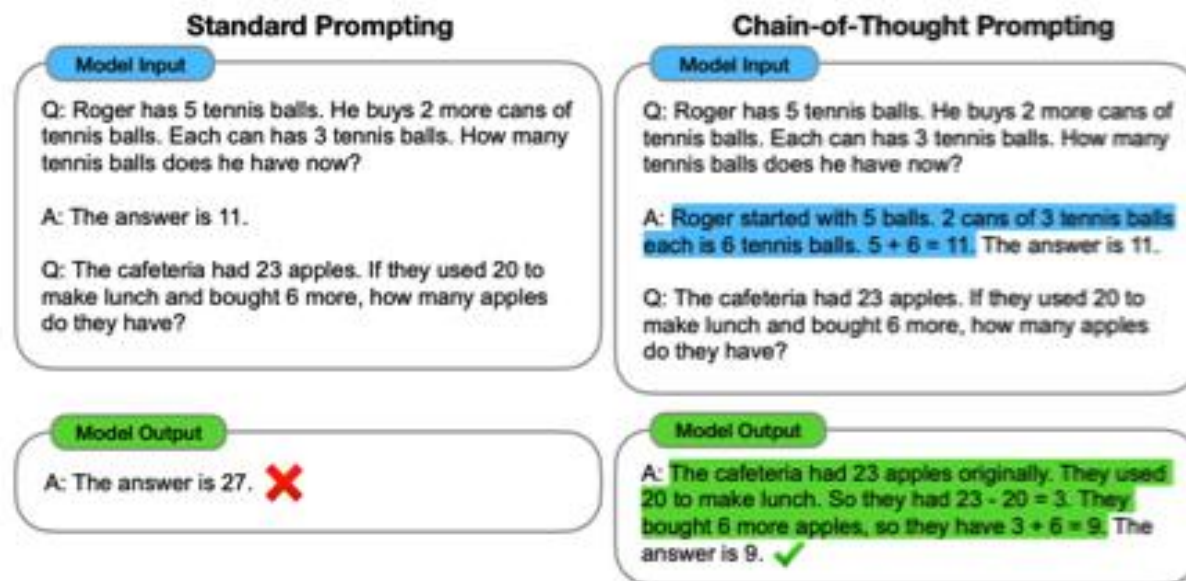 Standard Prompting
Model Input
Q: Roger has 5 tennis balls. He buys 2 more cans of
tennis balls. Each can has 3 tennis balls. How many
tennis balls does he have now?
A: The answer is 11.
Q: The cafeteria had 23 apples. If they used 20 to
make lunch and bought 6 more, how many apples
do they have?
Model Output
A: The answer is 27.
Chain-of-Thought Prompting
Model Input
Q: Roger has 5 tennis balls. He buys 2 more cans of
tennis balls. Each can has 3 tennis balls. How many
tennis balls does he have now?
A: Roger started with 5 balls. 2 cans of 3 tennis balls
each is 6 tennis balls. 5 + 6 = 11. The answer is 11.
Q: The cafeteria had 23 apples. If they used 20 to
make lunch and bought 6 more, how many apples
do they have?
Model Output
A: The cafeteria had 23 apples originally. They used
20 to make lunch. So they had 23 - 20 = 3. They
bought 6 more apples, so they have 3 + 6 = 9. The
answer is 9.